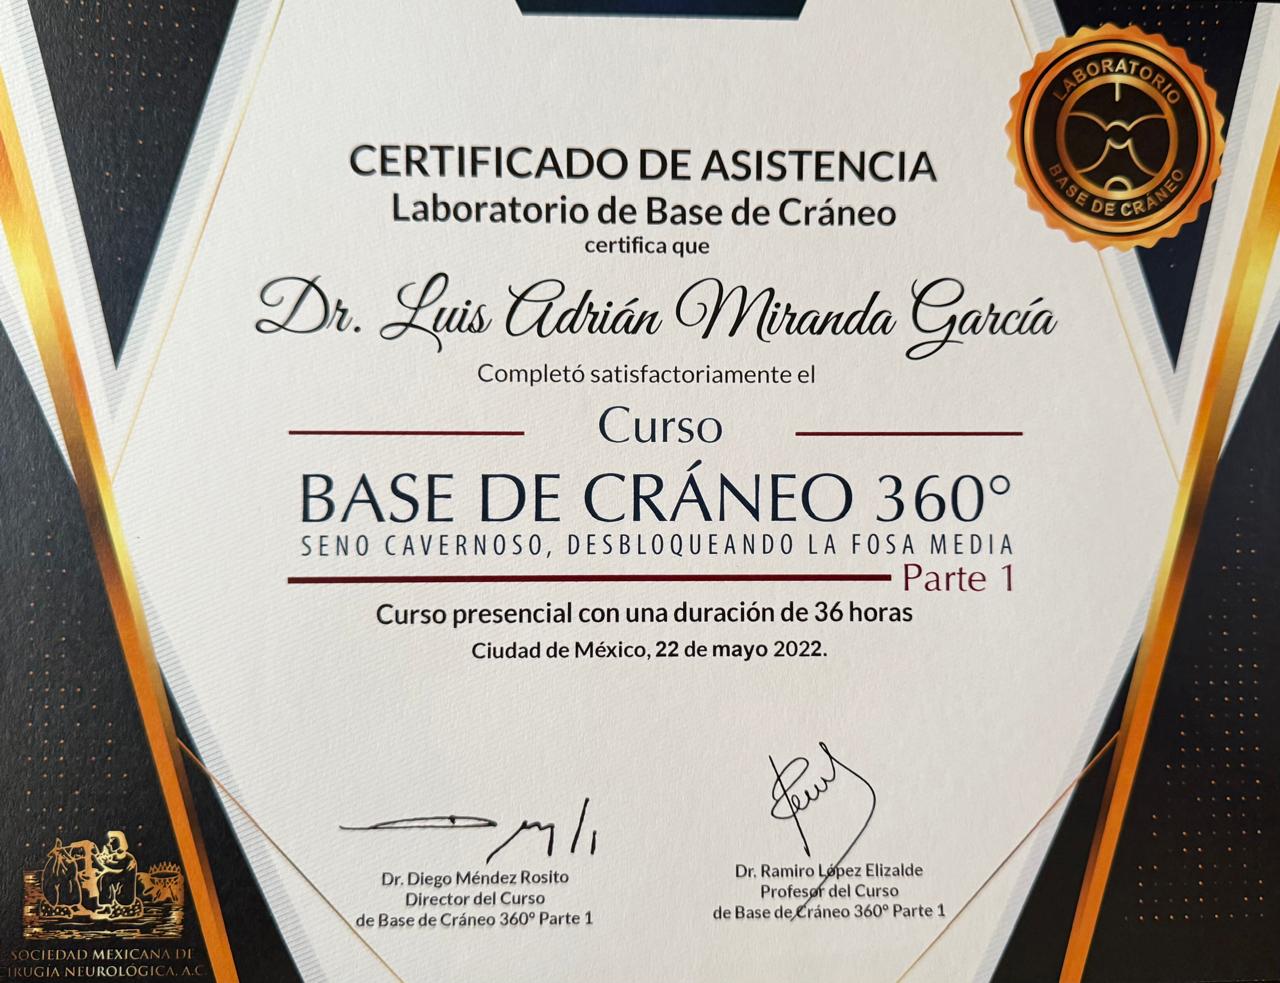 LABORATORIO
BASE DE CRÁNEO
CERTIFICADO DE ASISTENCIA
Laboratorio de Base de Cráneo
certifica que
Dr. Luis Adrián Miranda García
Completó satisfactoriamente el
Curso
BASE DE CRÁNEO 360°
SENO CAVERNOSO, DESBLOQUEANDO LA FOSA MEDIA
Parte 1
Curso presencial con una duración de 36 horas
Ciudad de México, 22 de mayo 2022.
Dr. Diego Méndez Rosito
Director del Curso
de Base de Cráneo 360° Parte 1
Dr. Ramiro López Elizalde
Profesor del Curso
de Base de Cráneo 360° Parte 1
SOCIEDAD MEXICANA DE
CIRUGÍA NEUROLÓGICA, A.C.